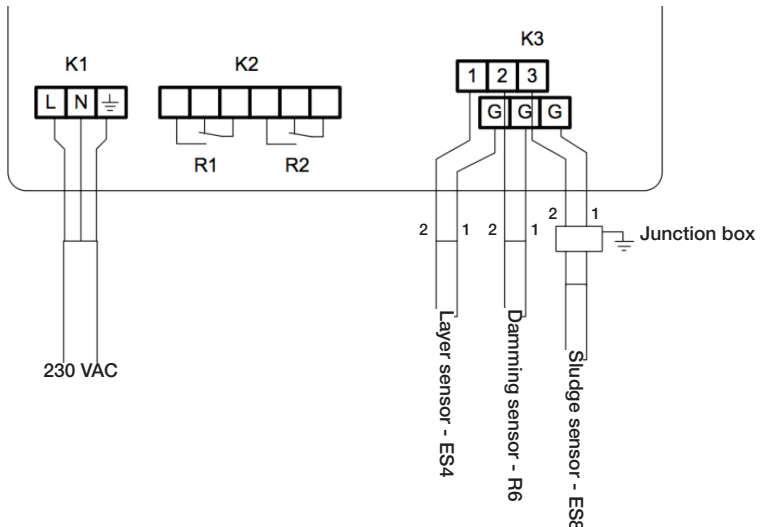 K1
K2
K3
L N
1 2 3
G G G
R1 R2
2 1 2 1 2 1
Junction box
230 VAC
Layer sensor - ES4
Damming sensor - R6
Sludge sensor - ES8